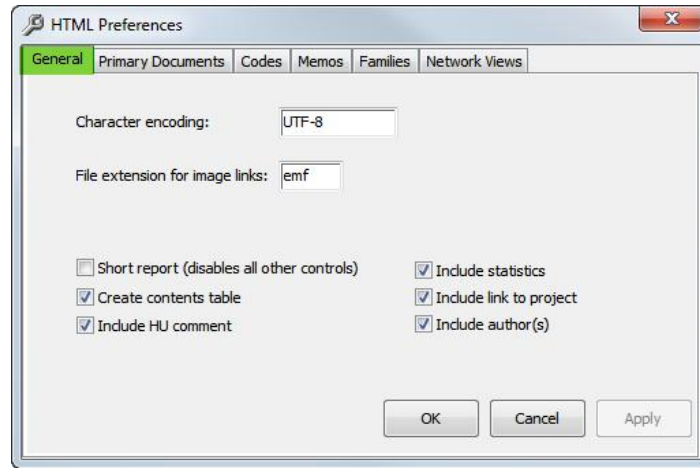 HTML Preferences
General Primary Documents Codes Memos Families Network Views
Character encoding: UTF-8
File extension for image links: emf
Short report (disables all other controls) Include statistics
Create contents table Include link to project
Include HU comment Include author(s)
OK Cancel Apply